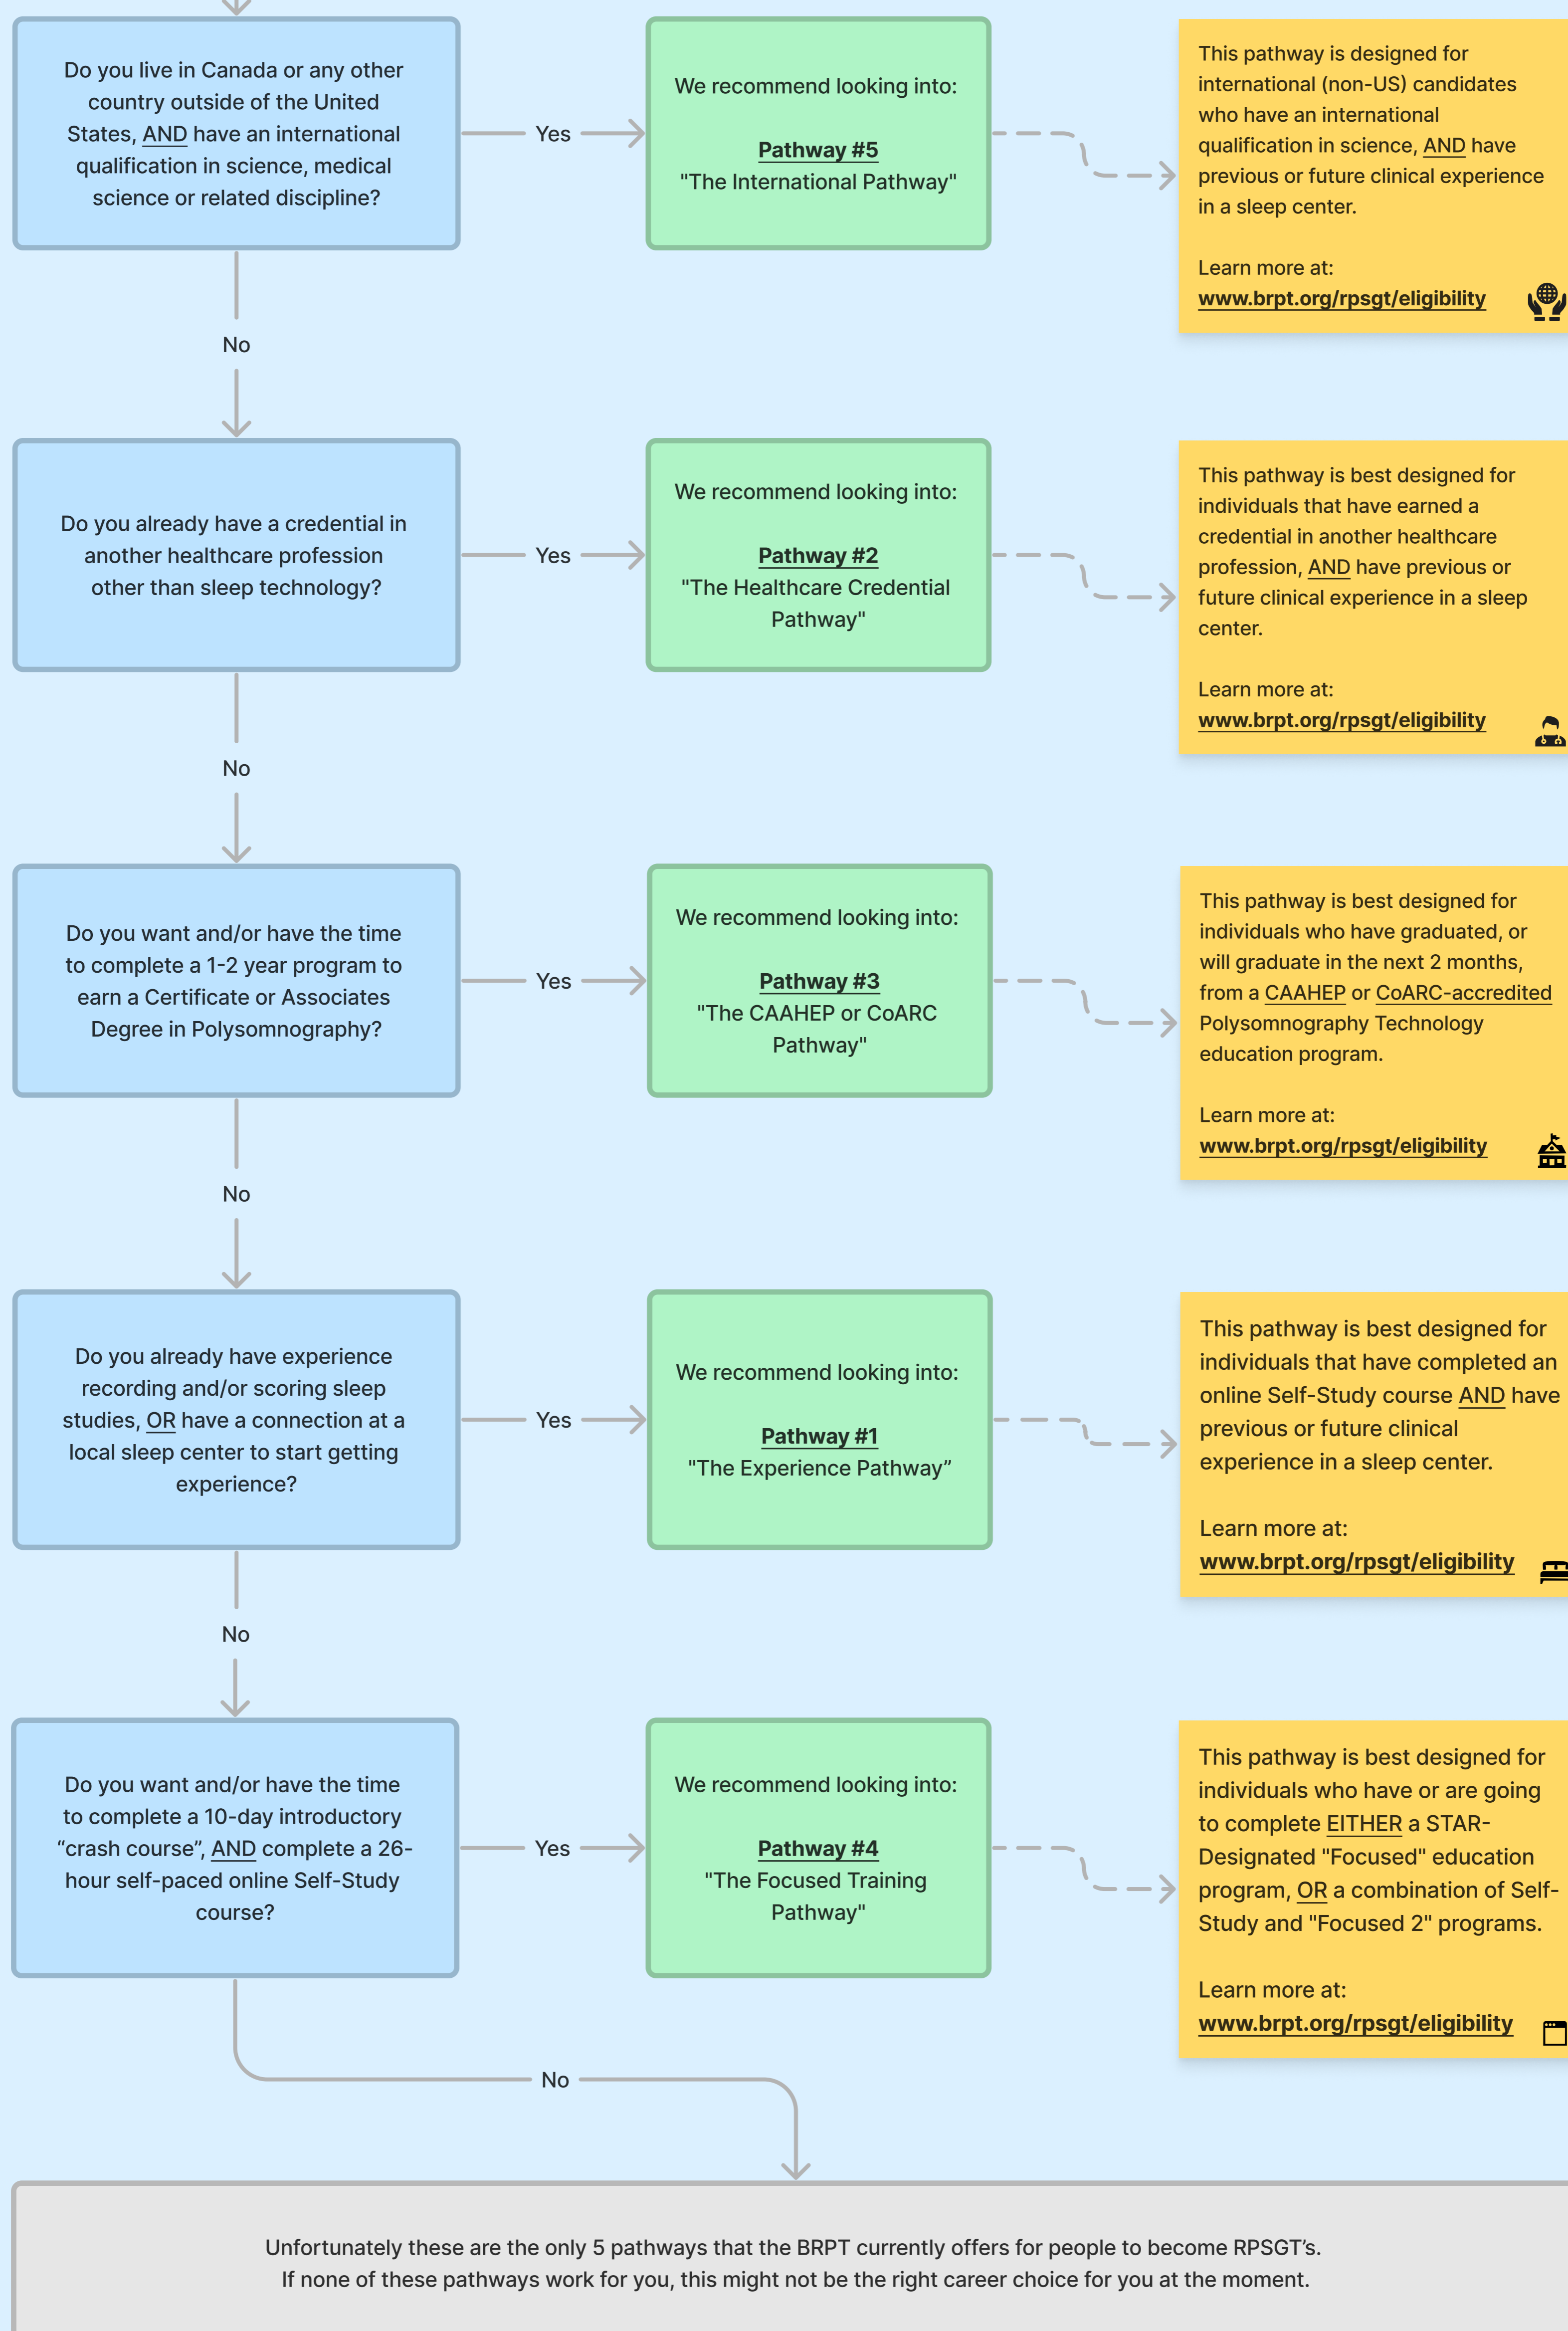 Do you live in Canada or any other
country outside of the United
States, AND have an international
qualification in science, medical
science or related discipline?
Yes
We recommend looking into:
Pathway #5
"The International Pathway"
This pathway is designed for
international (non-US) candidates
who have an international
qualification in science, AND have
previous or future clinical experience
in a sleep center.
Learn more at:
www.brpt.org/rpsgt/eligibility
No
Do you already have a credential in
another healthcare profession
other than sleep technology?
Yes
We recommend looking into:
Pathway #2
"The Healthcare Credential
Pathway"
This pathway is best designed for
individuals that have earned a
credential in another healthcare
profession, AND have previous or
future clinical experience in a sleep
center.
Learn more at:
www.brpt.org/rpsgt/eligibility
No
Do you want and/or have the time
to complete a 1-2 year program to
earn a Certificate or Associates
Degree in Polysomnography?
Yes
We recommend looking into:
Pathway #3
"The CAAHEP or CoARC
Pathway"
This pathway is best designed for
individuals who have graduated, or
will graduate in the next 2 months,
from a CAAHEP or CoARC-accredited
Polysomnography Technology
education program.
Learn more at:
www.brpt.org/rpsgt/eligibility
No
Do you already have experience
recording and/or scoring sleep
studies, OR have a connection at a
local sleep center to start getting
experience?
Yes
We recommend looking into:
Pathway #1
"The Experience Pathway”
This pathway is best designed for
individuals that have completed an
online Self-Study course AND have
previous or future clinical
experience in a sleep center.
Learn more at:
www.brpt.org/rpsgt/eligibility
No
Do you want and/or have the time
to complete a 10-day introductory
“crash course”, AND complete a 26-
hour self-paced online Self-Study
course?
Yes
We recommend looking into:
Pathway #4
"The Focused Training
Pathway"
This pathway is best designed for
individuals who have or are going
to complete EITHER a STAR-
Designated "Focused" education
program, OR a combination of Self-
Study and "Focused 2" programs.
Learn more at:
www.brpt.org/rpsgt/eligibility
No
Unfortunately these are the only 5 pathways that the BRPT currently offers for people to become RPSGT’s.
If none of these pathways work for you, this might not be the right career choice for you at the moment.